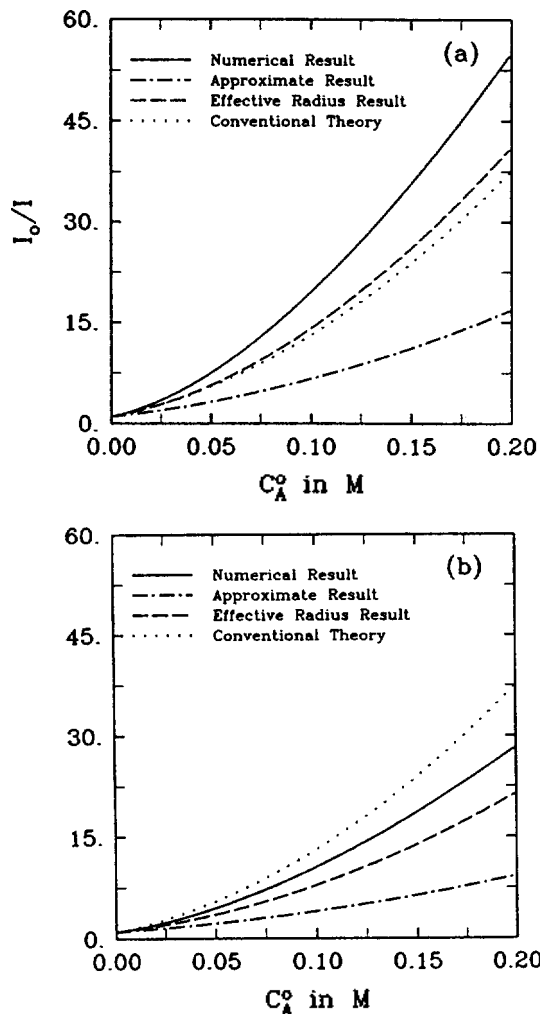 60.
(a)
Numerical Result
Approximate Result
45.
Effective Radius Result
Conventional Theory
I₀/I
30.
15.
0.
0.00 0.05 0.10 0.15 0.20
C°_A in M
60.
(b)
Numerical Result
Approximate Result
45.
Effective Radius Result
Conventional Theory
30.
15.
0.
0.00 0.05 0.10 0.15 0.20
C°_A in M